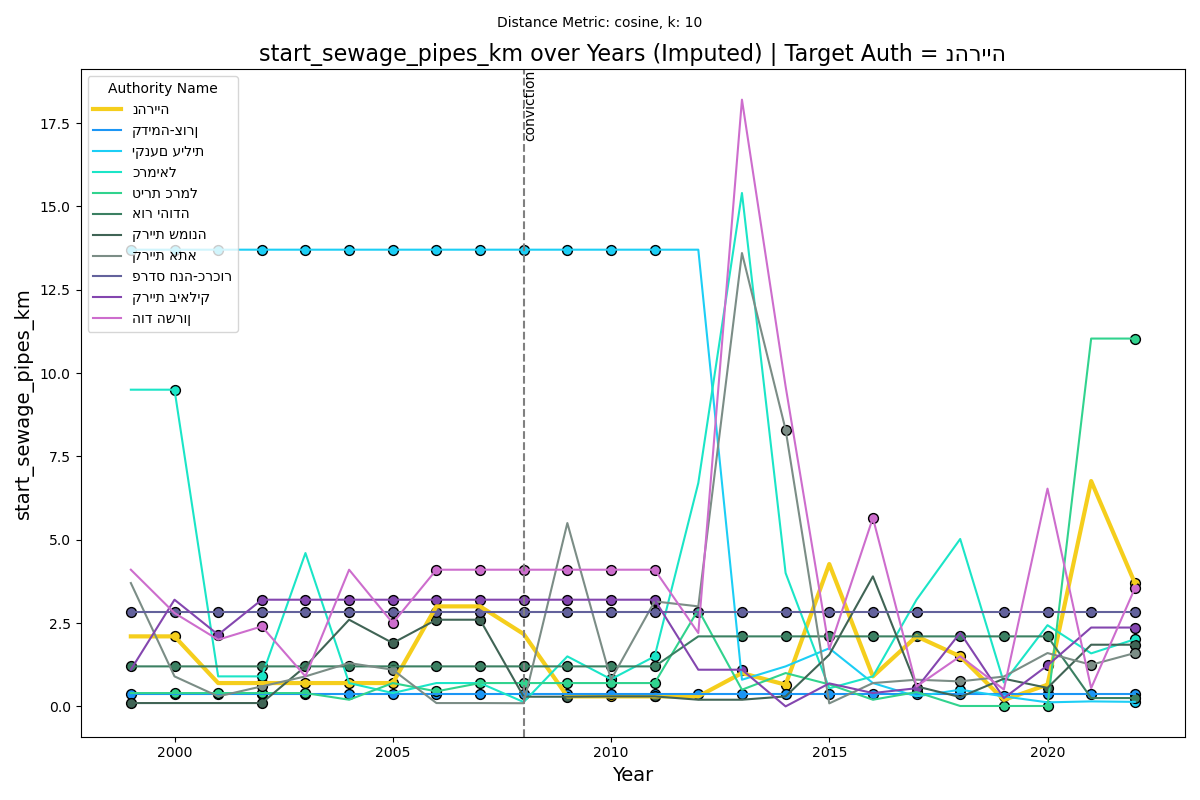 Distance Metric: cosine, k: 10
start_sewage_pipes_km over Years (Imputed) | Target Auth = נהרייה
Authority Name
נהרייה
קדימה-צורן
יקנעם עילית
כרמיאל
טירת כרמל
אור יהודה
קריית שמונה
קריית אתא
פרדס חנה-כרכור
קריית ביאליק
הוד השרון
conviction
start_sewage_pipes_km
17.5
15.0
12.5
10.0
7.5
5.0
2.5
0.0
2000
2005
2010
2015
2020
Year